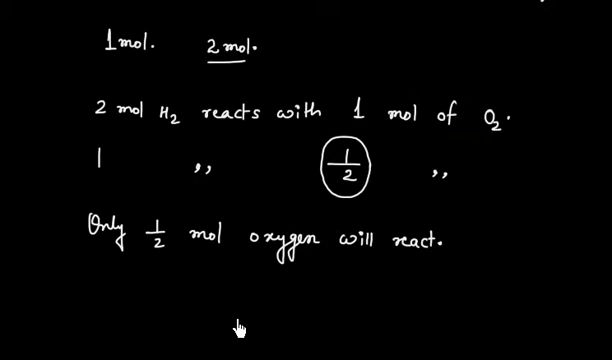 1 mol. 2 mol.
2 mol H₂ reacts with 1 mol of O₂.
1 ,, 1/2 ,,
Only 1/2 mol oxygen will react.